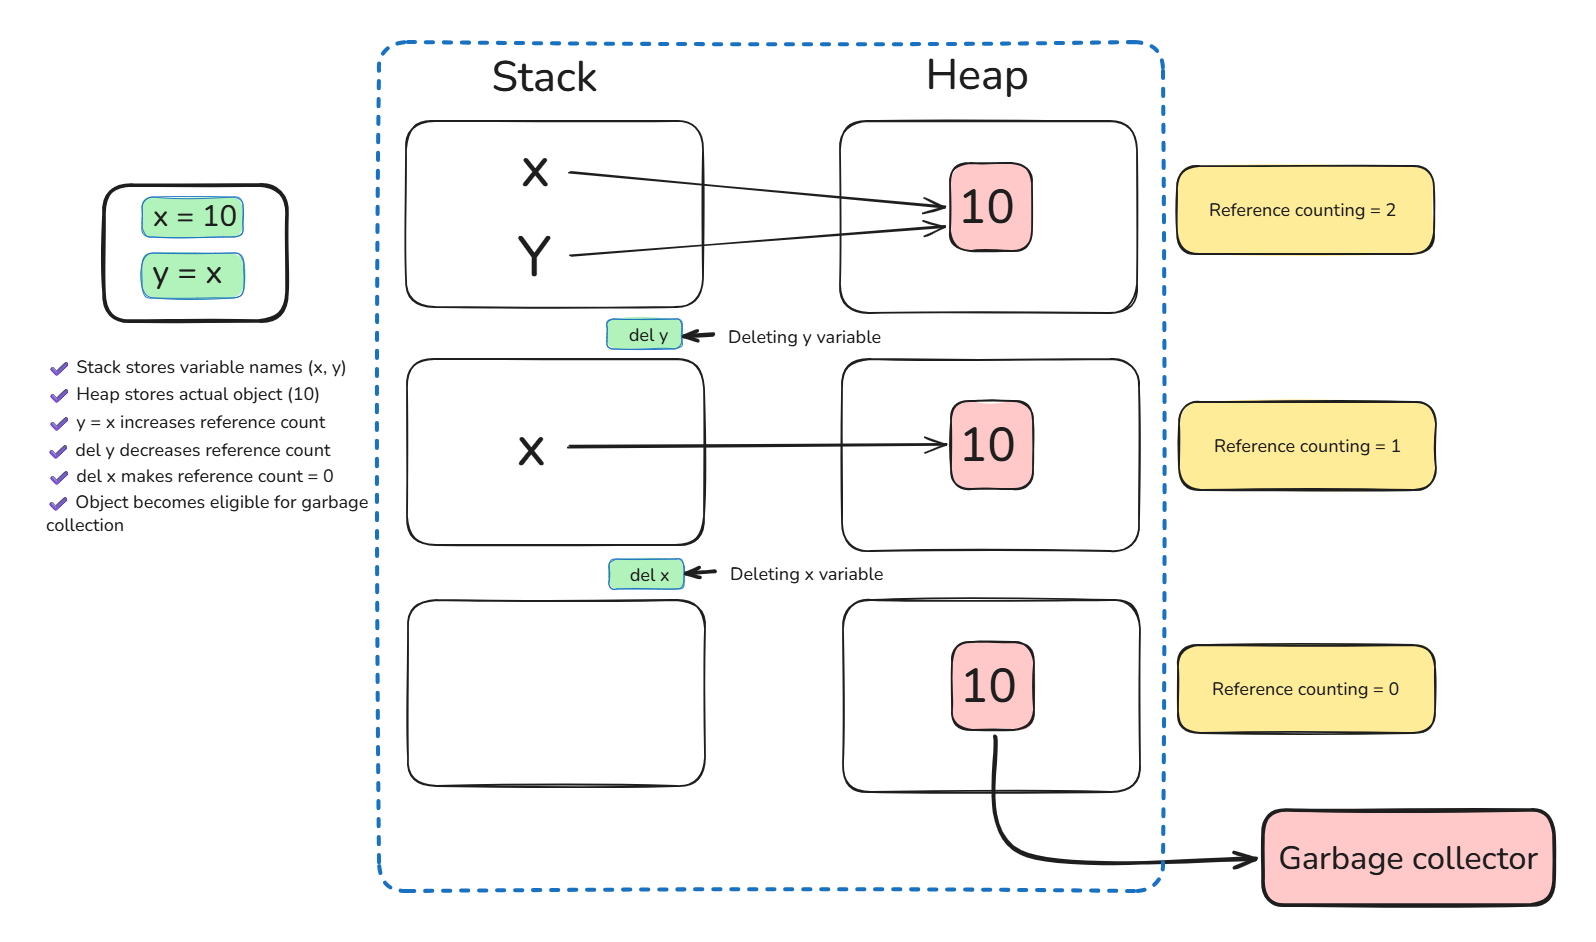 Stack
Heap
x
Y
10
Reference counting = 2
x = 10
y = x
del y
Deleting y variable
✔ Stack stores variable names (x, y)
✔ Heap stores actual object (10)
✔ y = x increases reference count
✔ del y decreases reference count
✔ del x makes reference count = 0
✔ Object becomes eligible for garbage
collection
x
10
Reference counting = 1
del x
Deleting x variable
10
Reference counting = 0
Garbage collector